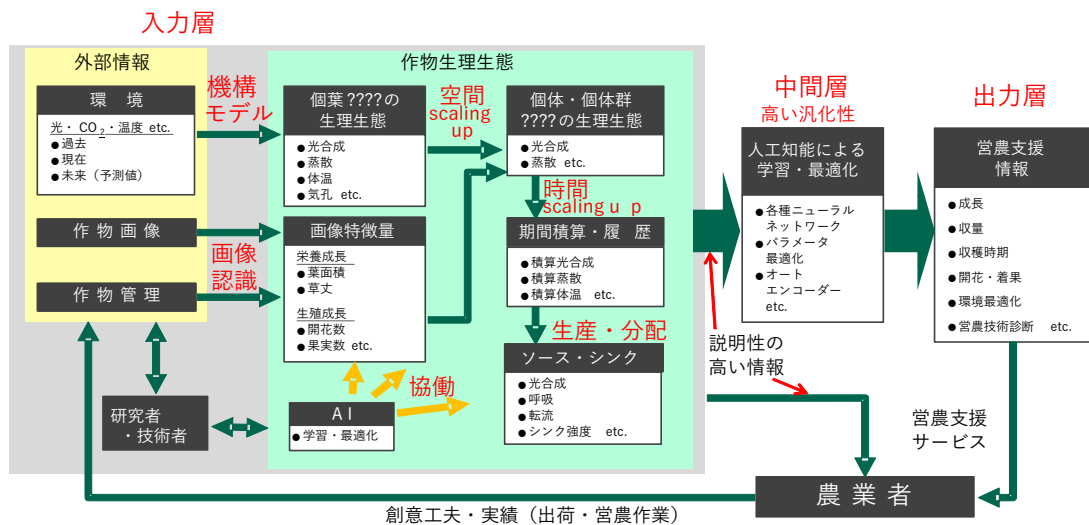 入力層
外部情報
環 境
光・CO2・温度 etc.
●過去
●現在
●未来（予測値）
作物画像
作物管理
機構
モデル
画像
認識
作物生理生態
個葉????の
生理生態
●光合成
●蒸散
●体温
●気孔 etc.
空間
scaling
up
個体・個体群
????の生理生態
●光合成
●蒸散 etc.
時間
scaling u p
画像特徴量
栄養成長
●葉面積
●草丈
生殖成長
●開花数
●果実数 etc.
期間積算・履 歴
●積算光合成
●積算蒸散
●積算体温 etc.
生産・分配
ソース・シンク
●光合成
●呼吸
●転流
●シンク強度 etc.
協働
AI
●学習・最適化
研究者
・技術者
中間層
高い汎化性
人工知能による
学習・最適化
●各種ニューラル
ネットワーク
●パラメータ
最適化
●オート
エンコーダー
etc.
説明性の
高い情報
出力層
営農支援
情報
●成長
●収量
●収穫時期
●開花・着果
●環境最適化
●営農技術診断 etc.
営農支援
サービス
農業者
創意工夫・実績（出荷・営農作業）